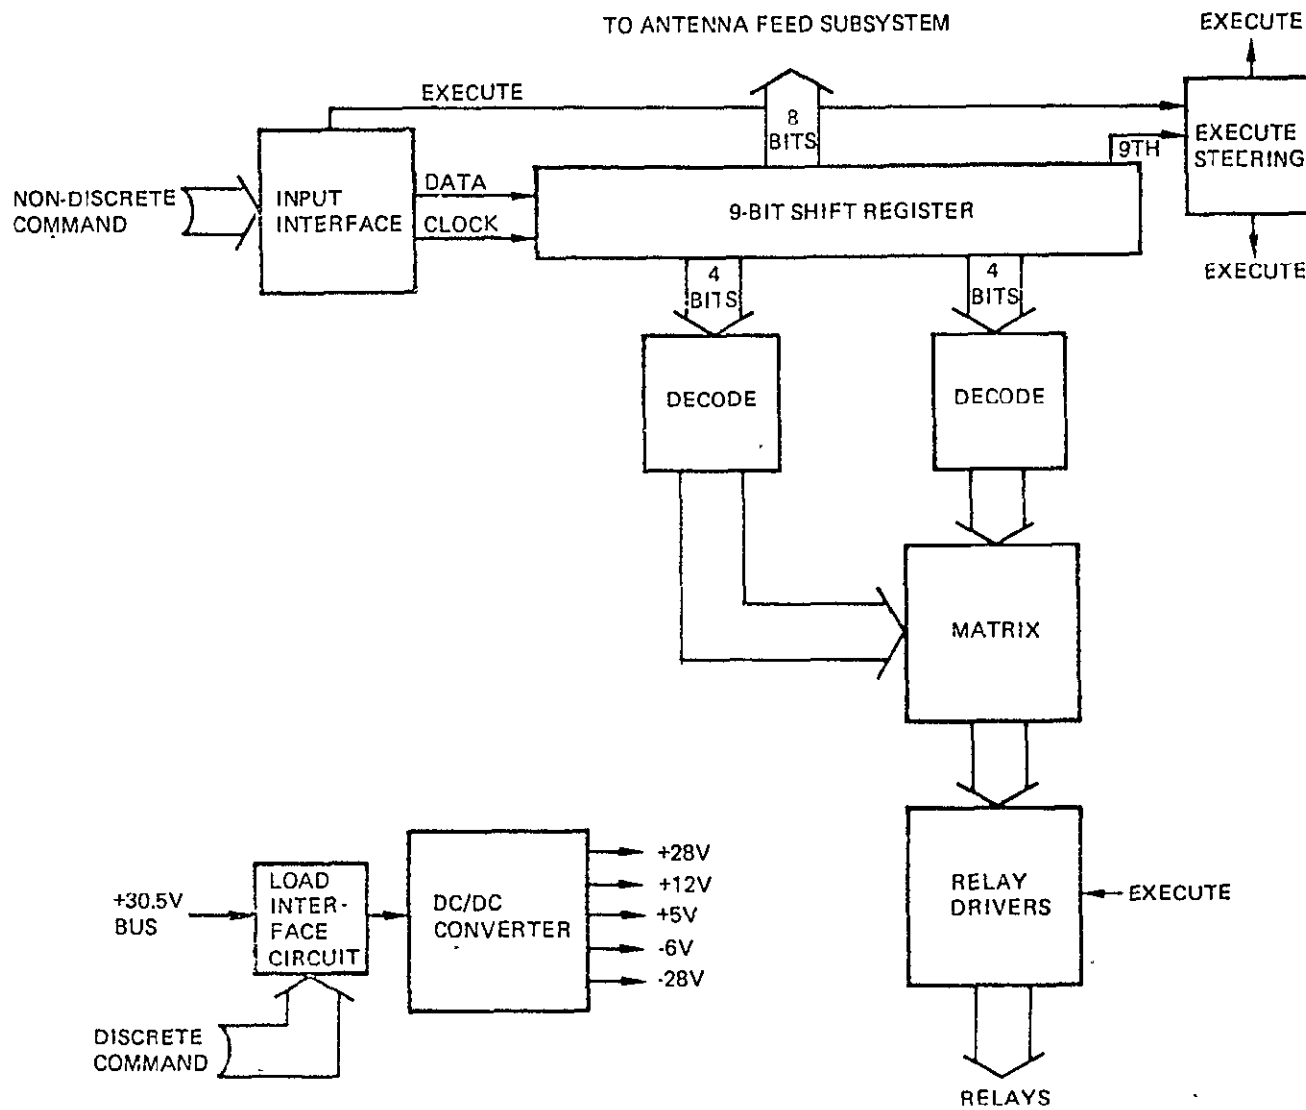 TO ANTENNA FEED SUBSYSTEM
EXECUTE
EXECUTE
8
BITS
9TH
EXECUTE
STEERING
NON-DISCRETE
COMMAND
INPUT
INTERFACE
DATA
CLOCK
9-BIT SHIFT REGISTER
EXECUTE
4
BITS
4
BITS
DECODE
DECODE
MATRIX
+30.5V
BUS
LOAD
INTER-
FACE
CIRCUIT
DC/DC
CONVERTER
+28V
+12V
+5V
-6V
-28V
RELAY
DRIVERS
EXECUTE
DISCRETE
COMMAND
RELAYS